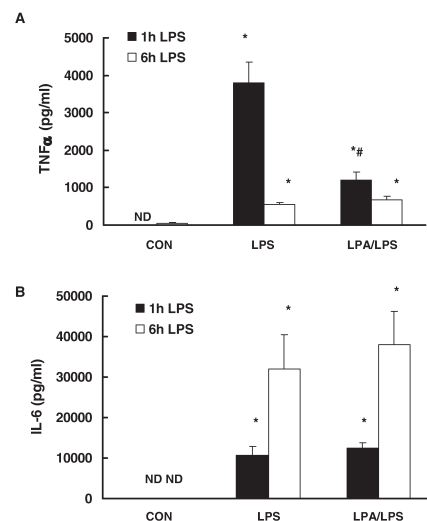 A
1h LPS
6h LPS
5000
4000
3000
2000
1000
0
TNFα (pg/ml)
*
*
*#
*
ND
CON LPS LPA/LPS
B
1h LPS
6h LPS
50000
40000
30000
20000
10000
0
IL-6 (pg/ml)
*
*
*
*
ND ND
CON LPS LPA/LPS